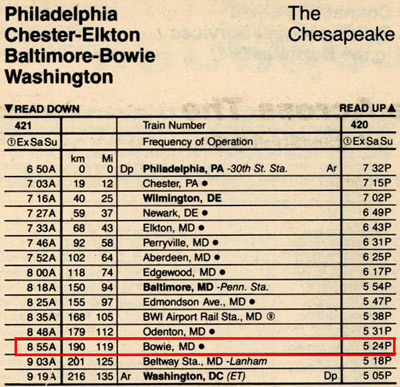 Philadelphia
Chester-Elkton
Baltimore-Bowie
Washington
The
Chesapeake
▼READ DOWN READ UP▲
421 Train Number 420
①ExSaSu Frequency of Operation ①ExSaSu
km Mi
6 50A 0 0 Dp Philadelphia, PA -30th St. Sta. Ar 7 32P
7 03A 19 12 Chester, PA ● 7 15P
7 16A 40 25 Wilmington, DE 7 02P
7 27A 59 37 Newark, DE ● 6 49P
7 33A 68 43 Elkton, MD ● 6 43P
7 46A 92 58 Perryville, MD ● 6 31P
7 52A 102 64 Aberdeen, MD ● 6 25P
8 00A 118 74 Edgewood, MD ● 6 17P
8 18A 150 94 Baltimore, MD -Penn. Sta. 5 54P
8 25A 155 97 Edmondson Ave., MD ● 5 47P
8 35A 168 105 BWI Airport Rail Sta., MD ⑨ 5 38P
8 48A 179 112 Odenton, MD ● 5 31P
8 55A 190 119 Bowie, MD ● 5 24P
9 03A 201 125 Beltway Sta., MD -Lanham 5 18P
9 19A 216 135 Ar Washington, DC (ET) Dp 5 05P